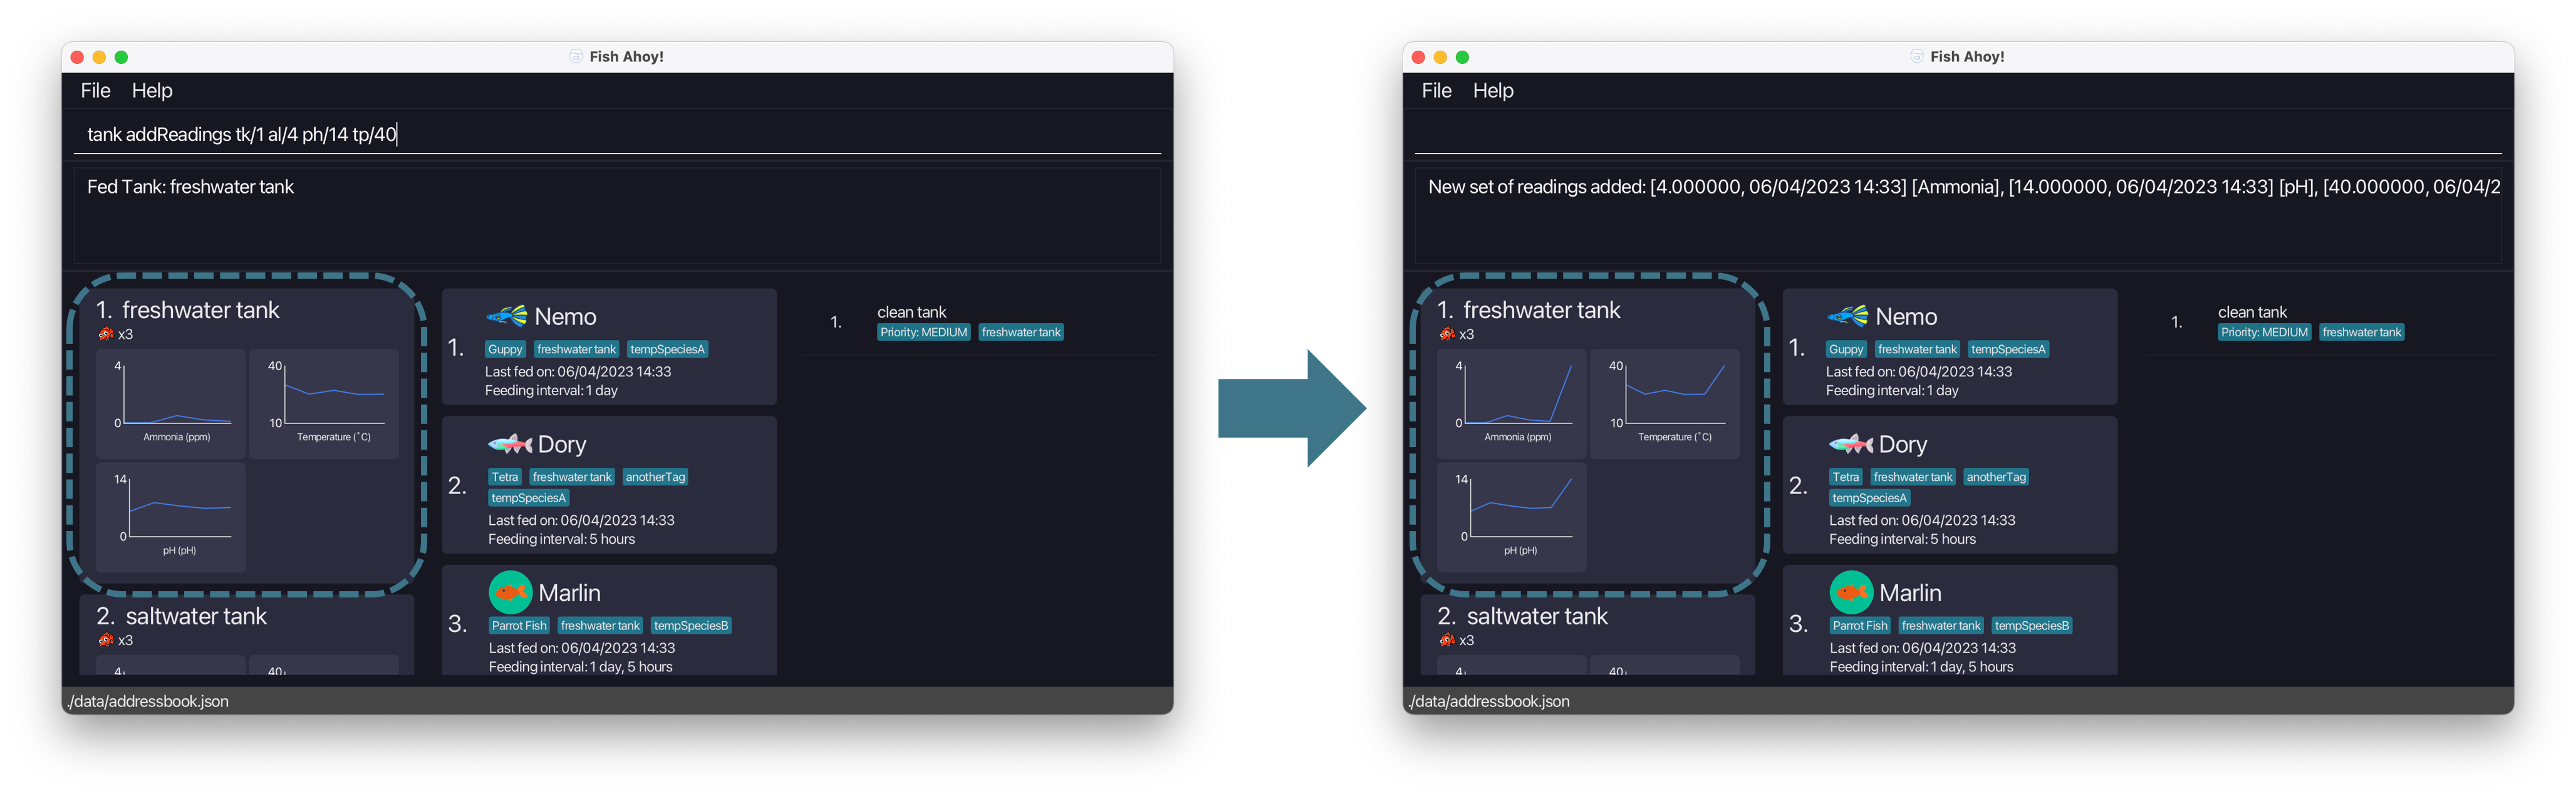 Fish Ahoy!
File Help
tank addReadings tk/1 al/4 ph/14 tp/40
Fed Tank: freshwater tank
1. freshwater tank
x3
4
0
Ammonia (ppm)
40
10
Temperature (˚C)
14
0
pH (pH)
2. saltwater tank
x3
4
40
1.
Nemo
Guppy freshwater tank tempSpeciesA
Last fed on: 06/04/2023 14:33
Feeding interval: 1 day
2.
Dory
Tetra freshwater tank anotherTag
tempSpeciesA
Last fed on: 06/04/2023 14:33
Feeding interval: 5 hours
3.
Marlin
Parrot Fish freshwater tank tempSpeciesB
Last fed on: 06/04/2023 14:33
Feeding interval: 1 day, 5 hours
1.
clean tank
Priority: MEDIUM freshwater tank
./data/addressbook.json
Fish Ahoy!
File Help
New set of readings added: [4.000000, 06/04/2023 14:33] [Ammonia], [14.000000, 06/04/2023 14:33] [pH], [40.000000, 06/04/2
1. freshwater tank
x3
4
0
Ammonia (ppm)
40
10
Temperature (˚C)
14
0
pH (pH)
2. saltwater tank
x3
4
40
1.
Nemo
Guppy freshwater tank tempSpeciesA
Last fed on: 06/04/2023 14:33
Feeding interval: 1 day
2.
Dory
Tetra freshwater tank anotherTag
tempSpeciesA
Last fed on: 06/04/2023 14:33
Feeding interval: 5 hours
3.
Marlin
Parrot Fish freshwater tank tempSpeciesB
Last fed on: 06/04/2023 14:33
Feeding interval: 1 day, 5 hours
1.
clean tank
Priority: MEDIUM freshwater tank
./data/addressbook.json